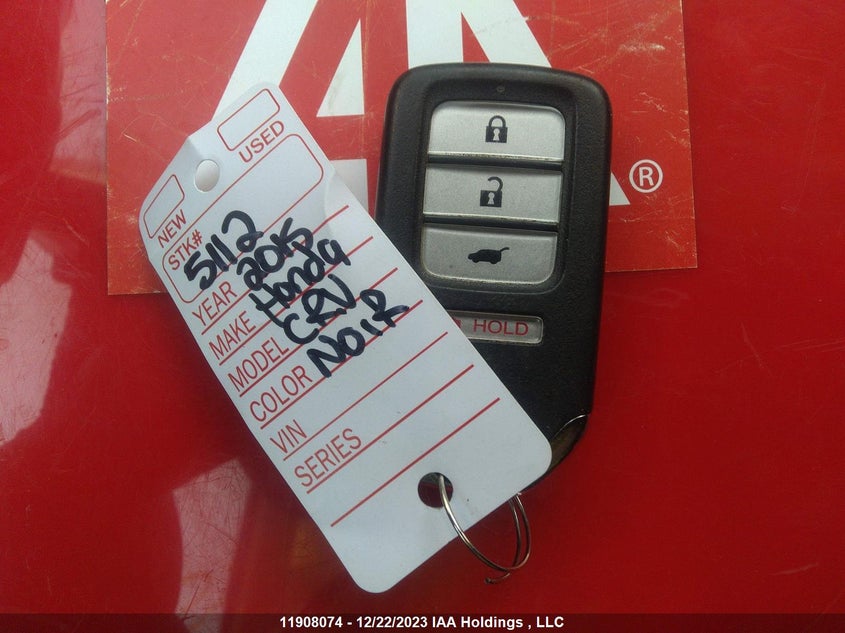 IAA ®
NEW
USED
STK# 5112
YEAR 2015
MAKE Honda
MODEL CRV
COLOR NOIR
VIN
SERIES
HOLD
11908074 - 12/22/2023 IAA Holdings , LLC